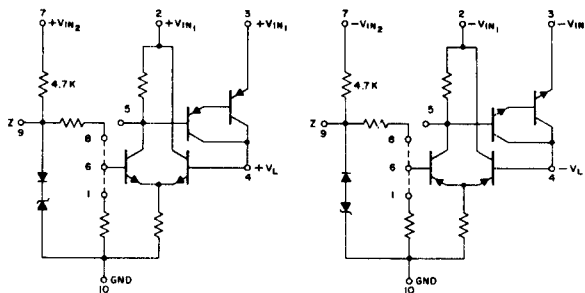 7 +VIN2
2 +VIN1
3 +VIN
4.7K
Z
9
5
8
6
1
4 +VL
GND
10
7 -VIN2
2 -VIN1
3 -VIN
4.7K
Z
9
5
8
6
1
4 -VL
GND
10